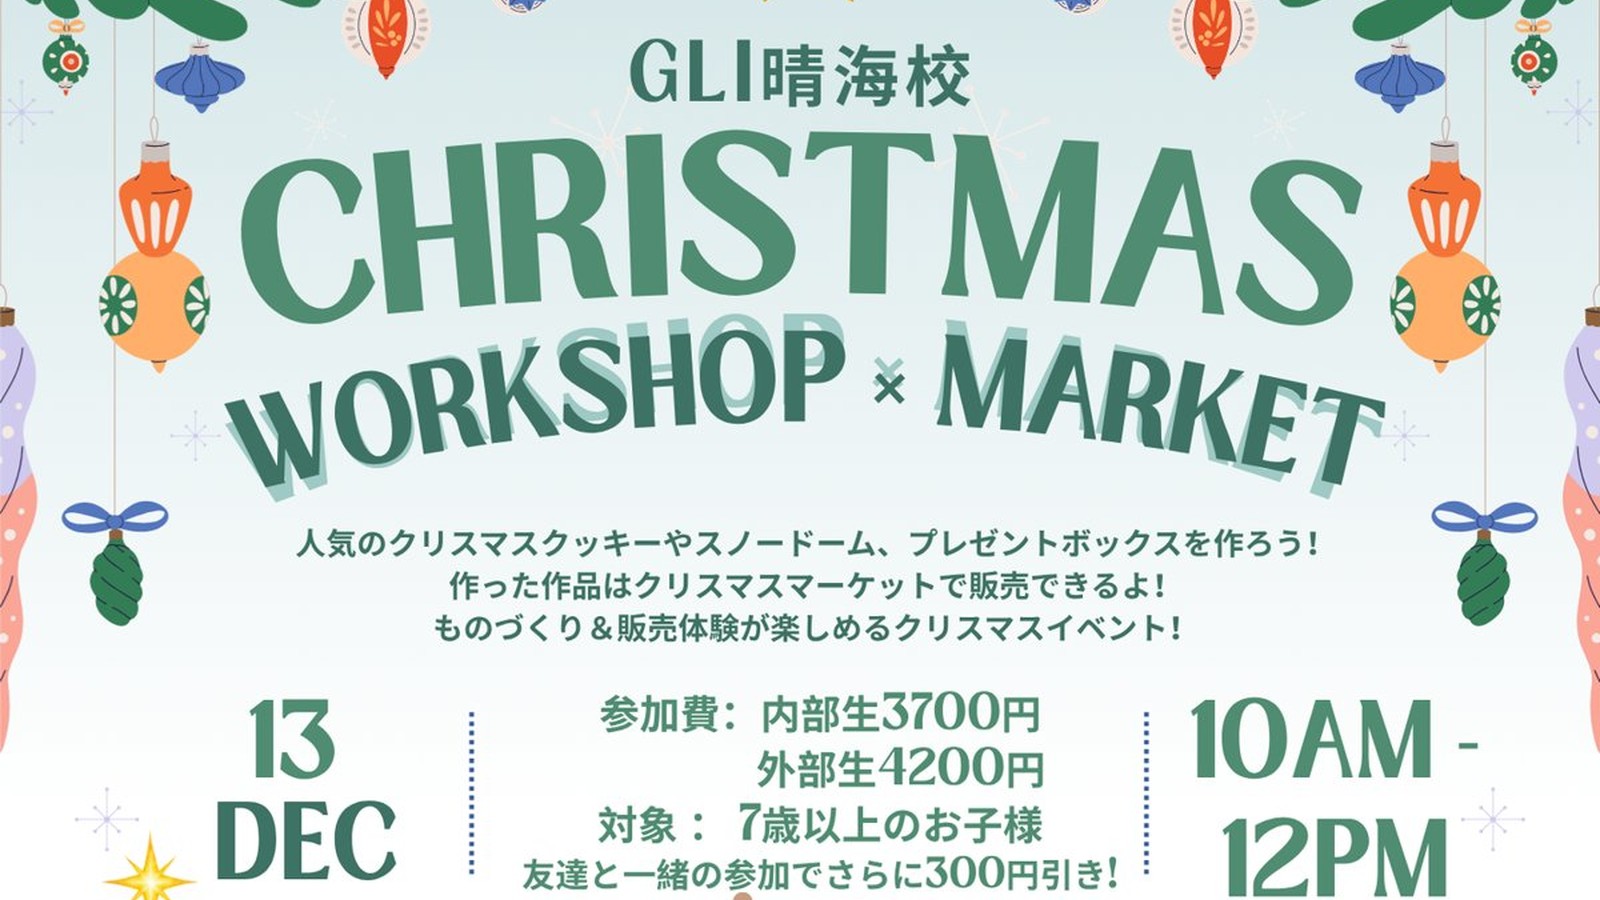 GLI晴海校
CHRISTMAS
WORKSHOP × MARKET
人気のクリスマスクッキーやスノードーム、プレゼントボックスを作ろう！
作った作品はクリスマスマーケットで販売できるよ！
ものづくり＆販売体験が楽しめるクリスマスイベント！
13
DEC
参加費：内部生3700円
外部生4200円
対象：7歳以上のお子様
友達と一緒の参加でさらに300円引き！
10AM -
12PM